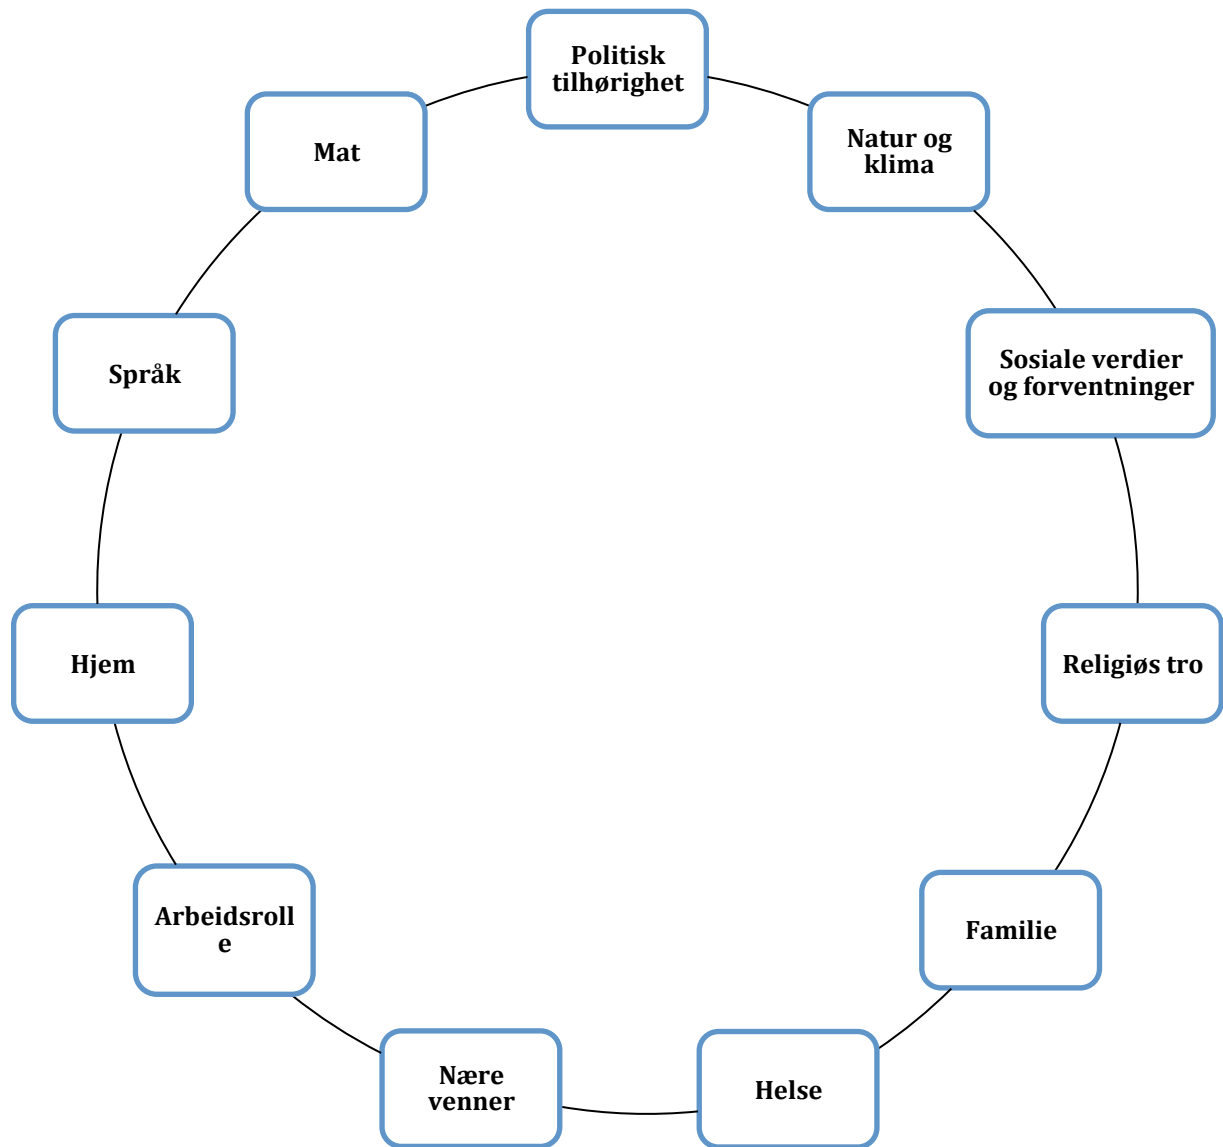 Politisk
tilhørighet
Natur og
klima
Sosiale verdier
og forventninger
Religiøs tro
Familie
Helse
Nære
venner
Arbeidsroll
e
Hjem
Språk
Mat